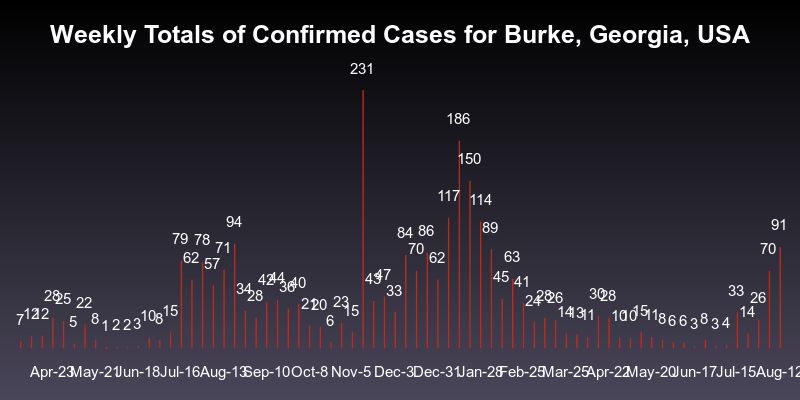 Weekly Totals of Confirmed Cases for Burke, Georgia, USA
7 12 12 28 25 5 22 8 1 2 2 3 10 8 15 79 62 78 57 71 94 34 28 42 44 36 40 21 20 6 23 15 231 43 47 33 84 70 86 62 117 186 150 114 89 45 63 41 24 28 26 14 13 11 30 28 10 10 15 11 8 6 6 3 8 3 4 33 14 26 70 91
Apr-23 May-21 Jun-18 Jul-16 Aug-13 Sep-10 Oct-8 Nov-5 Dec-3 Dec-31 Jan-28 Feb-25 Mar-25 Apr-22 May-20 Jun-17 Jul-15 Aug-12